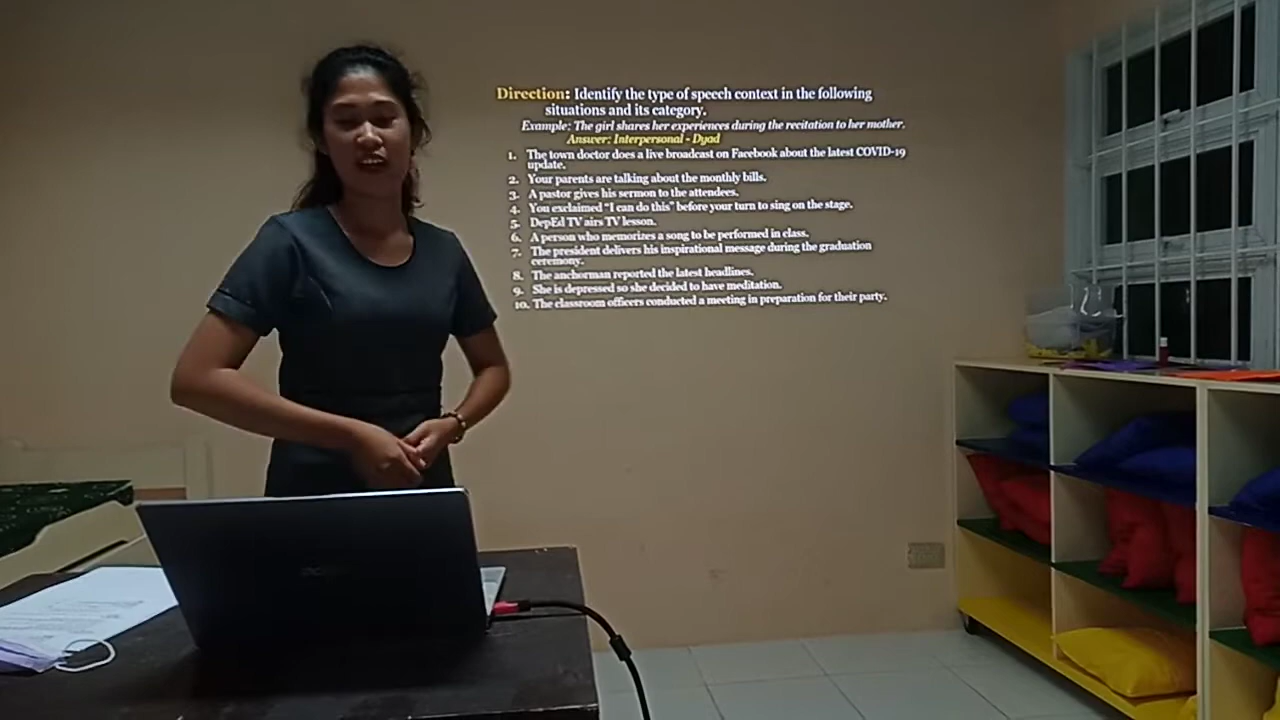 Direction: Identify the type of speech context in the following
situations and its category.
Example: The girl shares her experiences during the recitation to her mother.
Answer: Interpersonal - Dyad
1. The town doctor does a live broadcast on Facebook about the latest COVID-19
update.
2. Your parents are talking about the monthly bills.
3. A pastor gives his sermon to the attendees.
4. You exclaimed “I can do this” before your turn to sing on the stage.
5. DepEd TV airs TV lesson.
6. A person who memorizes a song to be performed in class.
7. The president delivers his inspirational message during the graduation
ceremony.
8. The anchorman reported the latest headlines.
9. She is depressed so she decided to have meditation.
10. The classroom officers conducted a meeting in preparation for their party.